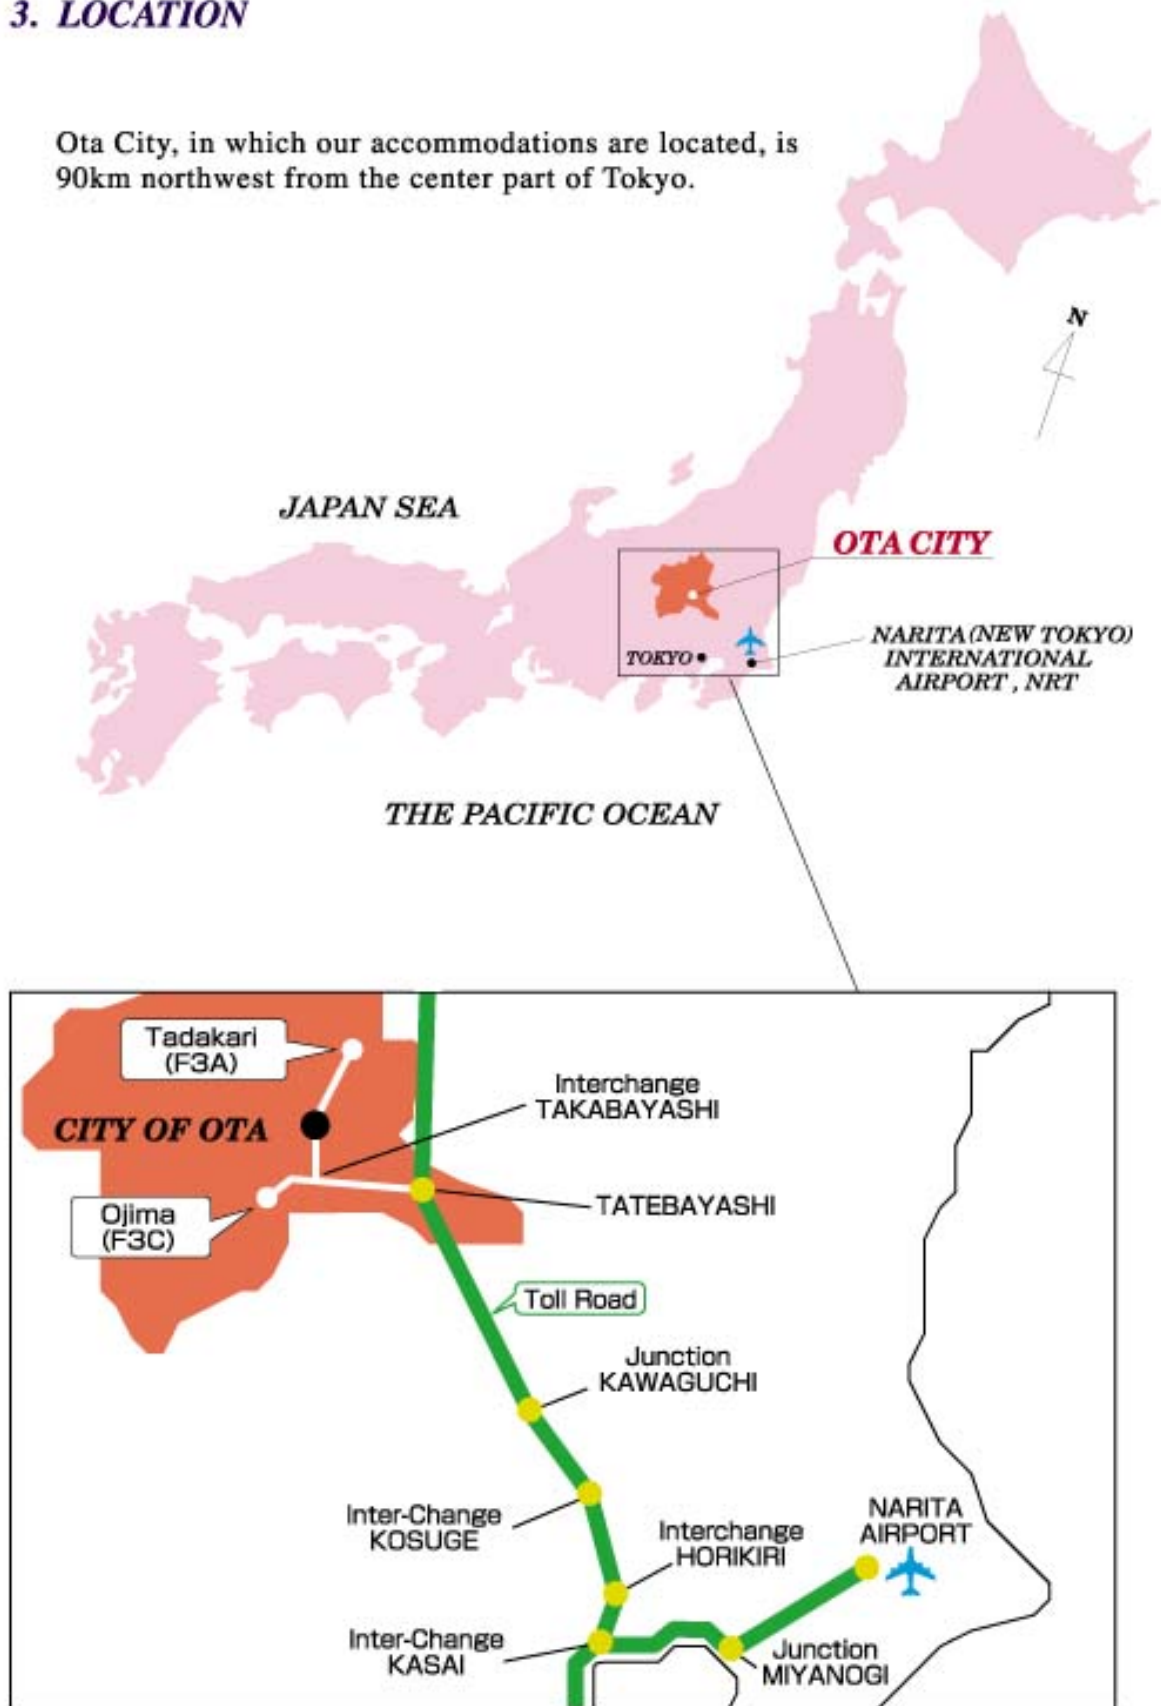 3. LOCATION
Ota City, in which our accommodations are located, is
90km northwest from the center part of Tokyo.
N
JAPAN SEA
OTA CITY
NARITA(NEW TOKYO)
INTERNATIONAL
AIRPORT , NRT
TOKYO
THE PACIFIC OCEAN
Tadakari
(F3A)
Interchange
TAKABAYASHI
CITY OF OTA
TATEBAYASHI
Ojima
(F3C)
Toll Road
Junction
KAWAGUCHI
Inter-Change
KOSUGE
Interchange
HORIKIRI
NARITA
AIRPORT
Inter-Change
KASAI
Junction
MIYANOGI